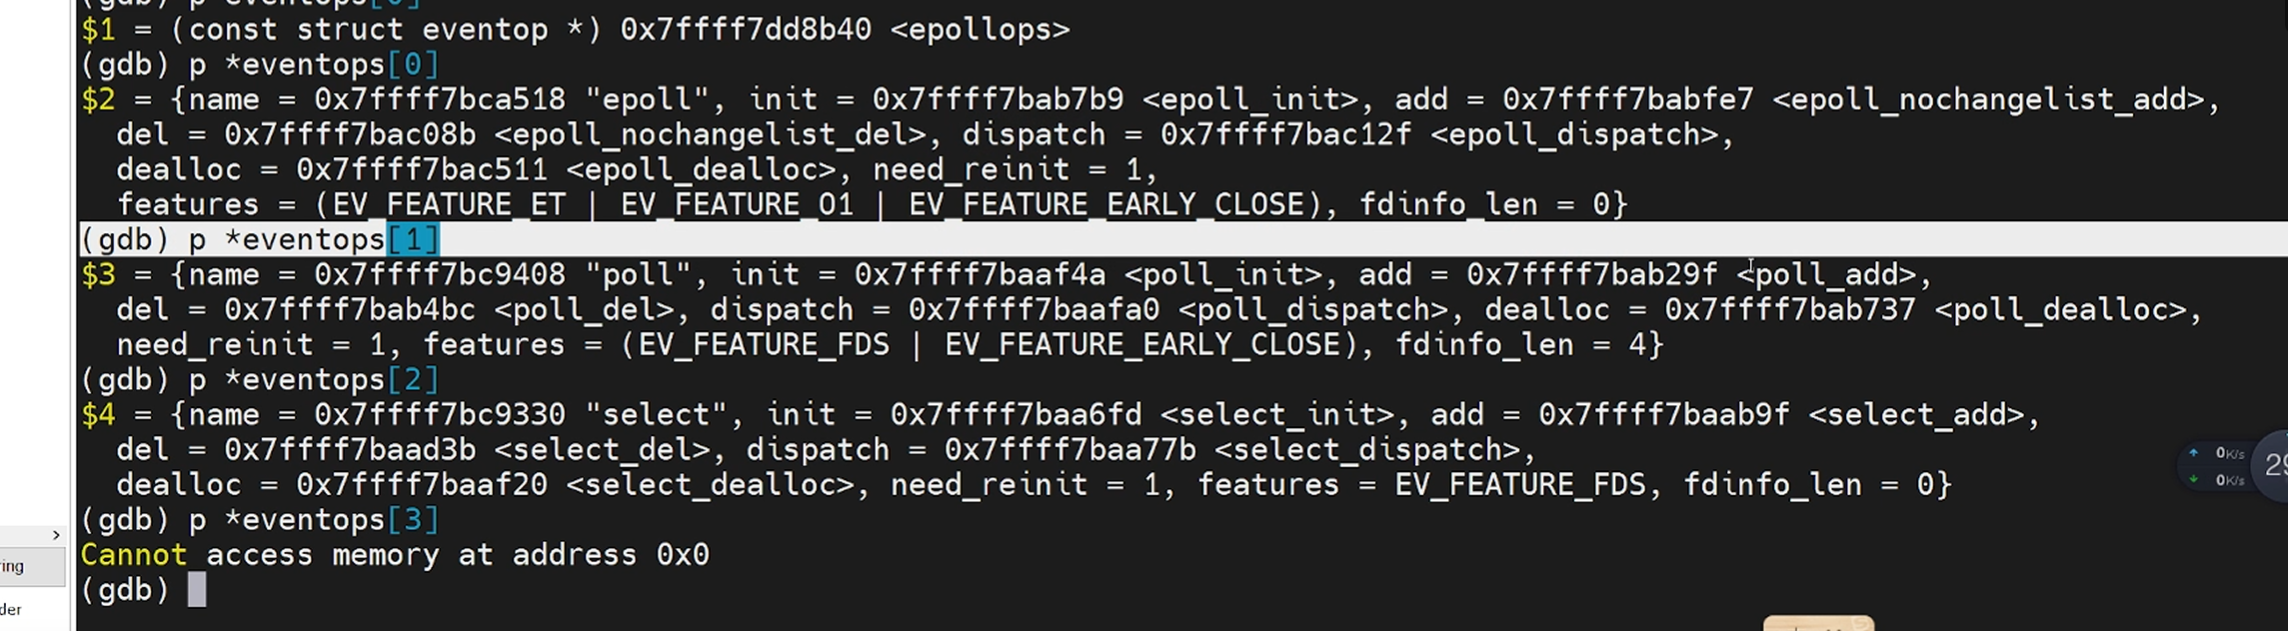 (gdb) p eventops[0]
$1 = (const struct eventop *) 0x7ffff7dd8b40 <epollops>
(gdb) p *eventops[0]
$2 = {name = 0x7ffff7bca518 "epoll", init = 0x7ffff7bab7b9 <epoll_init>, add = 0x7ffff7babfe7 <epoll_nochangelist_add>,
del = 0x7ffff7bac08b <epoll_nochangelist_del>, dispatch = 0x7ffff7bac12f <epoll_dispatch>,
dealloc = 0x7ffff7bac511 <epoll_dealloc>, need_reinit = 1,
features = (EV_FEATURE_ET | EV_FEATURE_O1 | EV_FEATURE_EARLY_CLOSE), fdinfo_len = 0}
(gdb) p *eventops[1]
$3 = {name = 0x7ffff7bc9408 "poll", init = 0x7ffff7baaf4a <poll_init>, add = 0x7ffff7bab29f <poll_add>,
del = 0x7ffff7bab4bc <poll_del>, dispatch = 0x7ffff7baafa0 <poll_dispatch>, dealloc = 0x7ffff7bab737 <poll_dealloc>,
need_reinit = 1, features = (EV_FEATURE_FDS | EV_FEATURE_EARLY_CLOSE), fdinfo_len = 4}
(gdb) p *eventops[2]
$4 = {name = 0x7ffff7bc9330 "select", init = 0x7ffff7baa6fd <select_init>, add = 0x7ffff7baab9f <select_add>,
del = 0x7ffff7baad3b <select_del>, dispatch = 0x7ffff7baa77b <select_dispatch>,
dealloc = 0x7ffff7baaf20 <select_dealloc>, need_reinit = 1, features = EV_FEATURE_FDS, fdinfo_len = 0}
(gdb) p *eventops[3]
Cannot access memory at address 0x0
(gdb)
ring
der
0K/s
0K/s
29